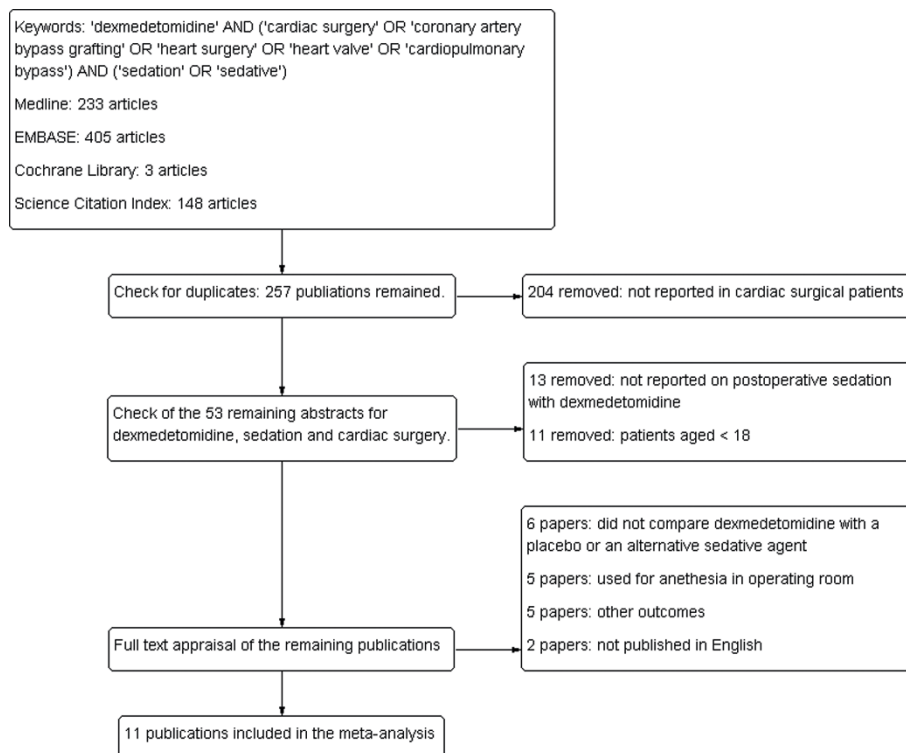 Keywords: 'dexmedetomidine' AND ('cardiac surgery' OR 'coronary artery
bypass grafting' OR 'heart surgery' OR 'heart valve' OR 'cardiopulmonary
bypass') AND ('sedation' OR 'sedative')
Medline: 233 articles
EMBASE: 405 articles
Cochrane Library: 3 articles
Science Citation Index: 148 articles
Check for duplicates: 257 publiations remained.
204 removed: not reported in cardiac surgical patients
Check of the 53 remaining abstracts for
dexmedetomidine, sedation and cardiac surgery.
13 removed: not reported on postoperative sedation
with dexmedetomidine
11 removed: patients aged < 18
Full text appraisal of the remaining publications
6 papers: did not compare dexmedetomidine with a
placebo or an alternative sedative agent
5 papers: used for anethesia in operating room
5 papers: other outcomes
2 papers: not published in English
11 publications included in the meta-analysis